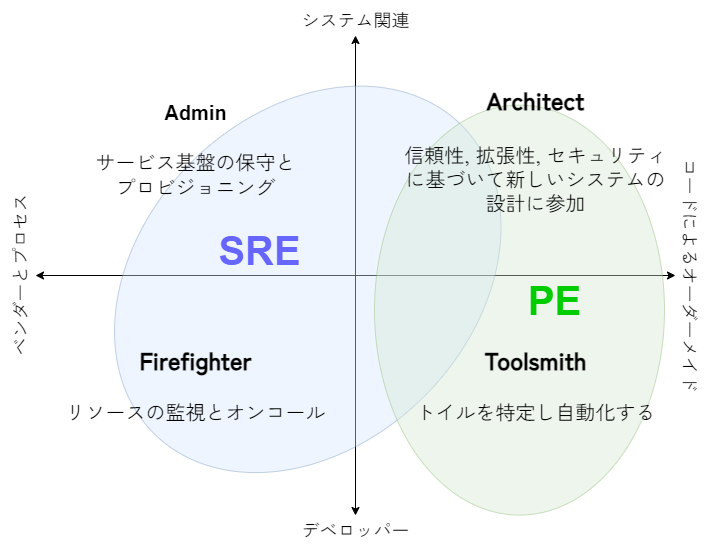 システム関連
Admin
サービス基盤の保守と
プロビジョニング
Architect
信頼性, 拡張性, セキュリティ
に基づいて新しいシステムの
設計に参加
ベンダーとプロセス
コードによるオーダーメイド
SRE
PE
Firefighter
リソースの監視とオンコール
Toolsmith
トイルを特定し自動化する
デベロッパー